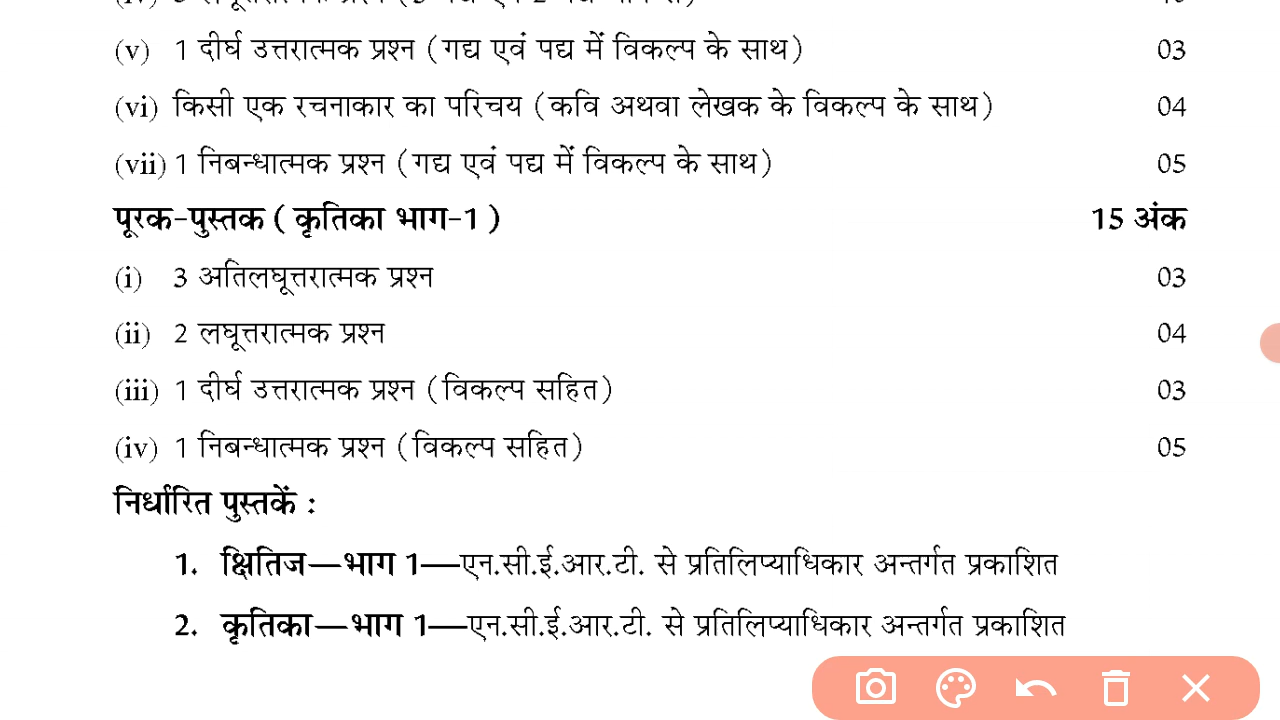 (v) 1 दीर्घ उत्तरात्मक प्रश्न (गद्य एवं पद्य में विकल्प के साथ) 03
(vi) किसी एक रचनाकार का परिचय (कवि अथवा लेखक के विकल्प के साथ) 04
(vii) 1 निबन्धात्मक प्रश्न (गद्य एवं पद्य में विकल्प के साथ) 05
पूरक-पुस्तक ( कृतिका भाग-1 ) 15 अंक
(i) 3 अतिलघूत्तरात्मक प्रश्न 03
(ii) 2 लघूत्तरात्मक प्रश्न 04
(iii) 1 दीर्घ उत्तरात्मक प्रश्न (विकल्प सहित) 03
(iv) 1 निबन्धात्मक प्रश्न (विकल्प सहित) 05
निर्धारित पुस्तकें :
1. क्षितिज—भाग 1—एन.सी.ई.आर.टी. से प्रतिलिप्याधिकार अन्तर्गत प्रकाशित
2. कृतिका—भाग 1—एन.सी.ई.आर.टी. से प्रतिलिप्याधिकार अन्तर्गत प्रकाशित